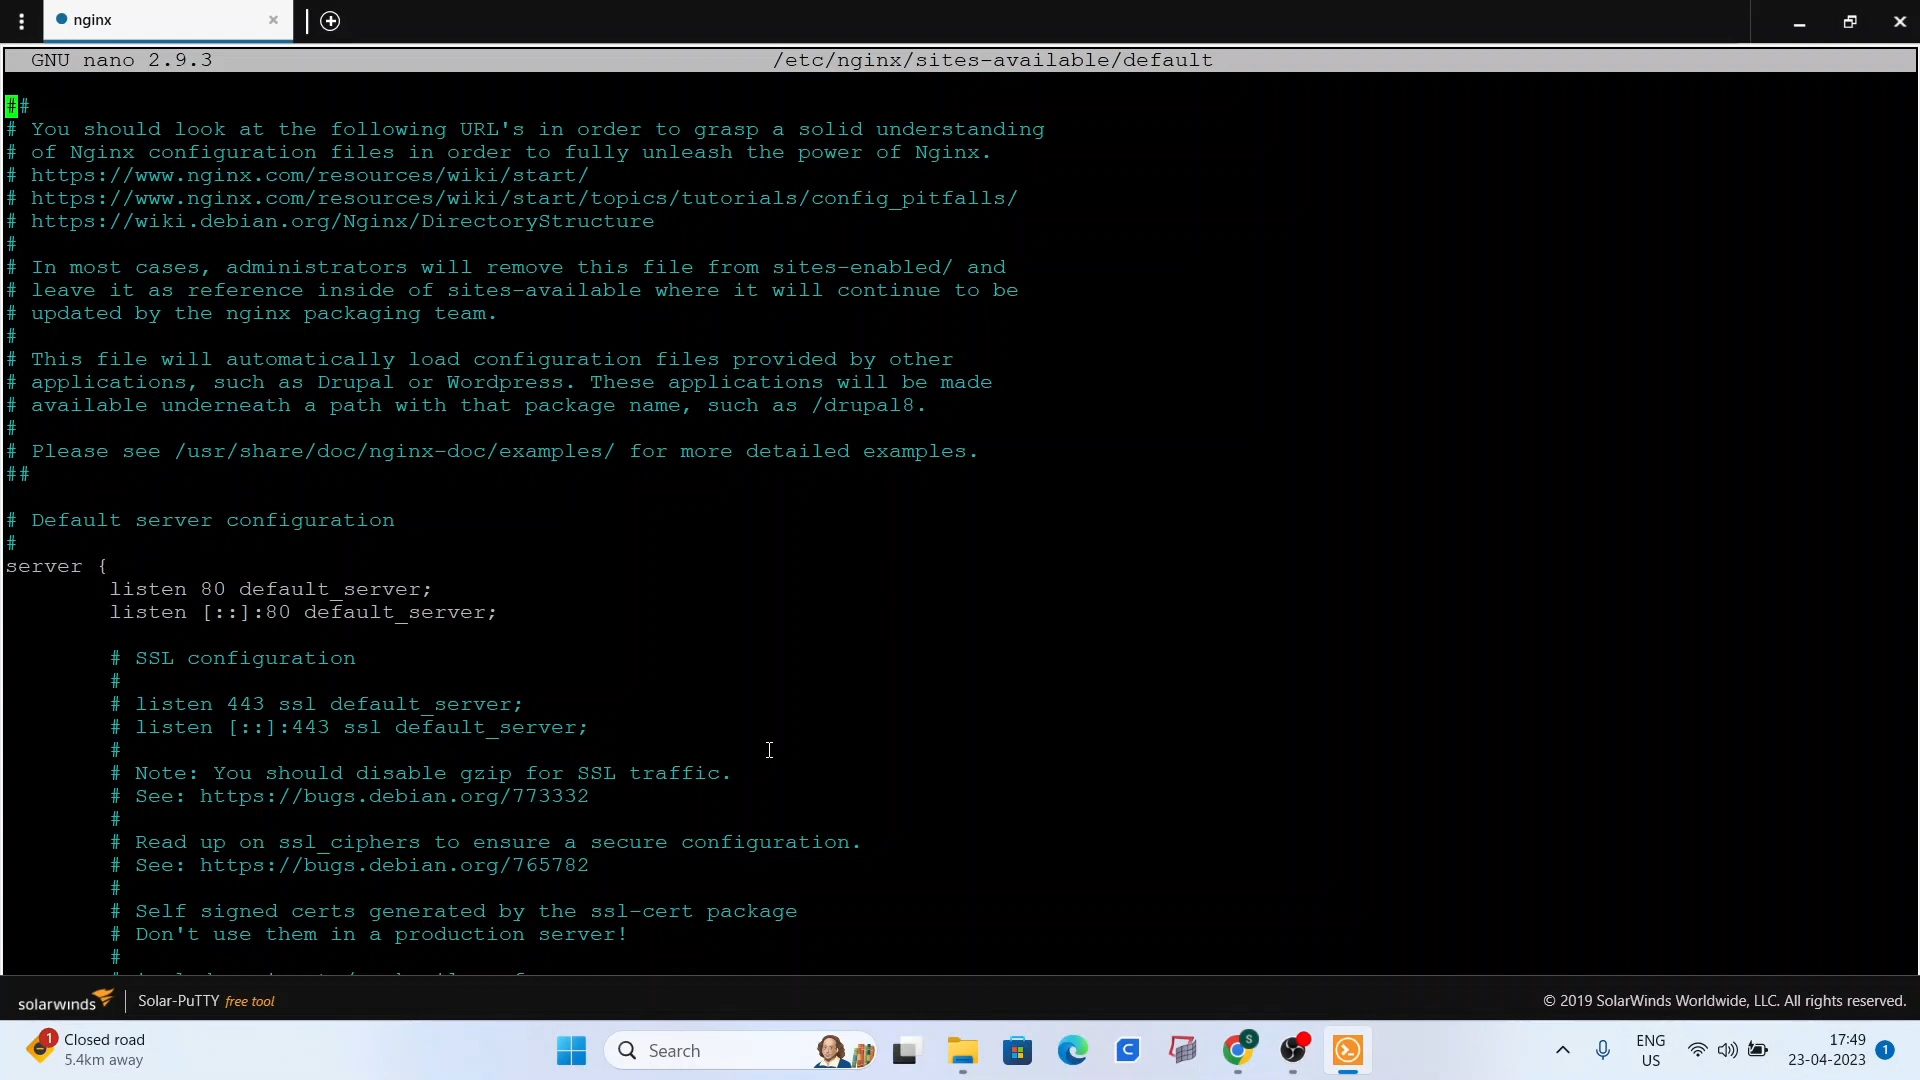 nginx
GNU nano 2.9.3 /etc/nginx/sites-available/default
##
# You should look at the following URL's in order to grasp a solid understanding
# of Nginx configuration files in order to fully unleash the power of Nginx.
# https://www.nginx.com/resources/wiki/start/
# https://www.nginx.com/resources/wiki/start/topics/tutorials/config_pitfalls/
# https://wiki.debian.org/Nginx/DirectoryStructure
#
# In most cases, administrators will remove this file from sites-enabled/ and
# leave it as reference inside of sites-available where it will continue to be
# updated by the nginx packaging team.
#
# This file will automatically load configuration files provided by other
# applications, such as Drupal or Wordpress. These applications will be made
# available underneath a path with that package name, such as /drupal8.
#
# Please see /usr/share/doc/nginx-doc/examples/ for more detailed examples.
##
# Default server configuration
#
server {
listen 80 default_server;
listen [::]:80 default_server;
# SSL configuration
#
# listen 443 ssl default_server;
# listen [::]:443 ssl default_server;
#
# Note: You should disable gzip for SSL traffic.
# See: https://bugs.debian.org/773332
#
# Read up on ssl_ciphers to ensure a secure configuration.
# See: https://bugs.debian.org/765782
#
# Self signed certs generated by the ssl-cert package
# Don't use them in a production server!
#
solarwinds Solar-PuTTY free tool © 2019 SolarWinds Worldwide, LLC. All rights reserved.
1 Closed road
5.4km away
Search
S
ENG
US
17:49
23-04-2023
1